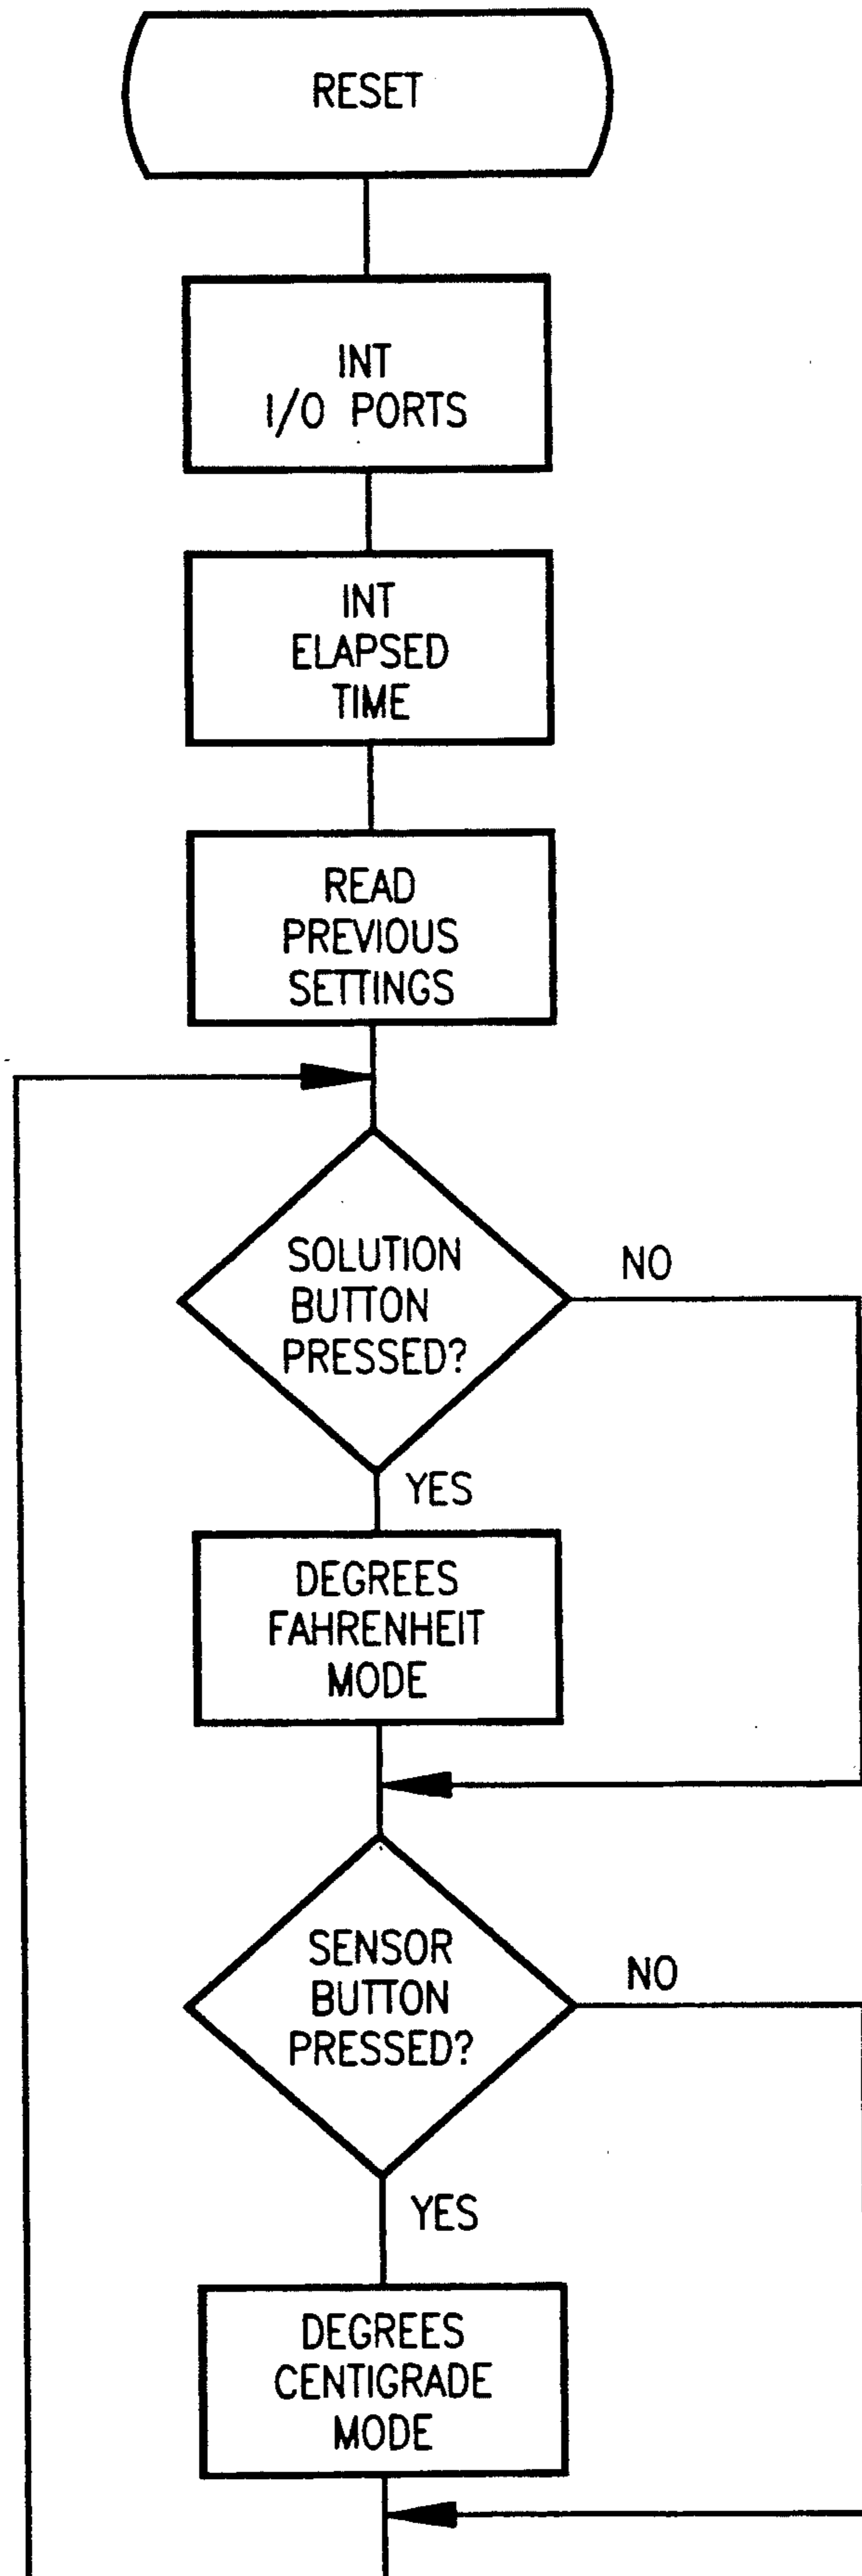 RESET
INT
I/O PORTS
INT
ELAPSED
TIME
READ
PREVIOUS
SETTINGS
SOLUTION
BUTTON
PRESSED?
NO
YES
DEGREES
FAHRENHEIT
MODE
SENSOR
BUTTON
PRESSED?
NO
YES
DEGREES
CENTIGRADE
MODE